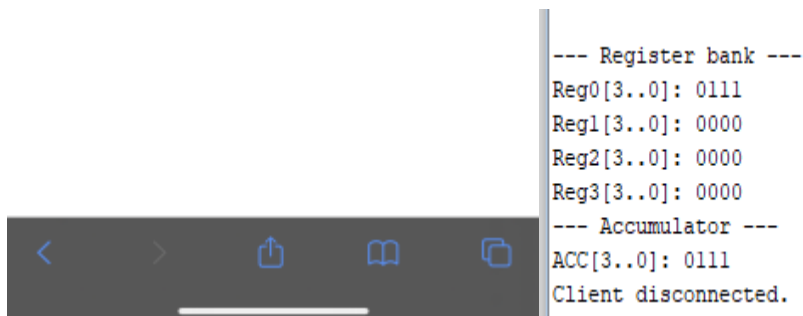 --- Register bank ---
Reg0[3..0]: 0111
Reg1[3..0]: 0000
Reg2[3..0]: 0000
Reg3[3..0]: 0000
--- Accumulator ---
ACC[3..0]: 0111
Client disconnected.